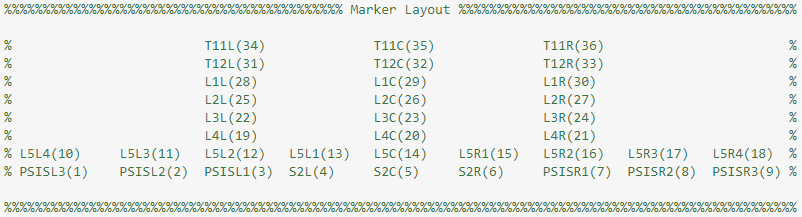 %%%%%%%%%%%%%%%%%%%%%%%%%%%%%%%%%%%%%%%%%%%% Marker Layout %%%%%%%%%%%%%%%%%%%%%%%%%%%%%%%%%%%%%%%%%%%%
% T11L(34) T11C(35) T11R(36) %
% T12L(31) T12C(32) T12R(33) %
% L1L(28) L1C(29) L1R(30) %
% L2L(25) L2C(26) L2R(27) %
% L3L(22) L3C(23) L3R(24) %
% L4L(19) L4C(20) L4R(21) %
% L5L4(10) L5L3(11) L5L2(12) L5L1(13) L5C(14) L5R1(15) L5R2(16) L5R3(17) L5R4(18) %
% PSISL3(1) PSISL2(2) PSISL1(3) S2L(4) S2C(5) S2R(6) PSISR1(7) PSISR2(8) PSISR3(9) %
%%%%%%%%%%%%%%%%%%%%%%%%%%%%%%%%%%%%%%%%%%%%%%%%%%%%%%%%%%%%%%%%%%%%%%%%%%%%%%%%%%%%%%%%%%%%%%%%%%%%%%%%%